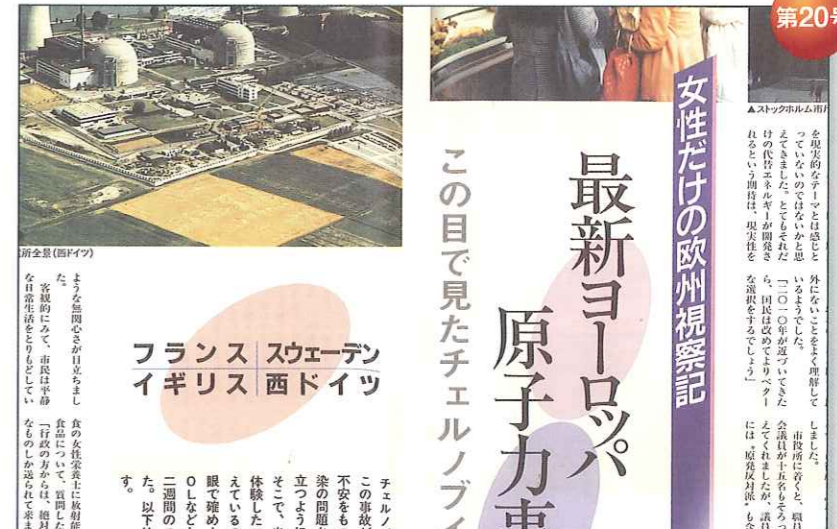 第20号
▲ストックホルム市庁
を現実的なテーマとは感じと
っていないのではないかと思
えてきました。とてもそれだ
けの代替エネルギーが開発さ
れるという期待は、現実性を
外にないことをよく理解して
いるようでした。
「二〇一〇年が近づいてきた
ら、国民は改めてよりベター
な選択をするでしょう」
しました。
市役所に着くと、職員
会議員が十五名もそろっ
えてくれましたが、議員
には“原発反対派”も
女性だけの欧州視察記
最新ヨーロッパ
原子力事
この目で見たチェルノブイ
フランス スウェーデン
イギリス 西ドイツ
チェルノ
この事故が
不安をも
染の問題
立つよう
そこで、
体験した
えている
眼で確め
OLなど
二週間の
た。以下
す。
所全景(西ドイツ)
ような無関心さが目立ちまし
た。
客観的にみて、市民は平静
な日常生活をとりもどしてい
食の女性栄養士に放射能
食品について、質問した
「行政の方からは、絶対
なものしか送られて来ま